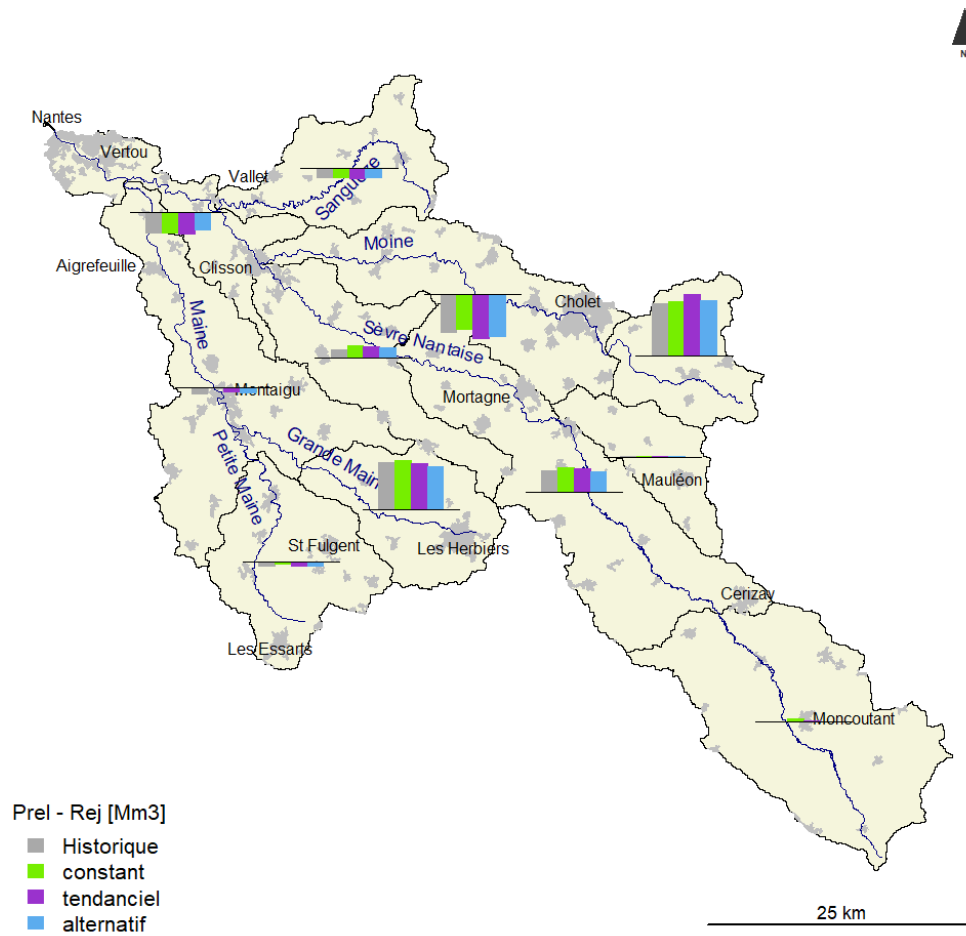 N
Nantes
Vertou
Vallet
Sanguèze
Moine
Aigrefeuille
Clisson
Cholet
Maine
Sèvre Nantaise
Montaigu
Mortagne
Petite Maine
Grande Maine
Mauléon
St Fulgent
Les Herbiers
Cerizay
Les Essarts
Moncoutant
Prel - Rej [Mm3]
Historique
constant
tendanciel
alternatif
25 km